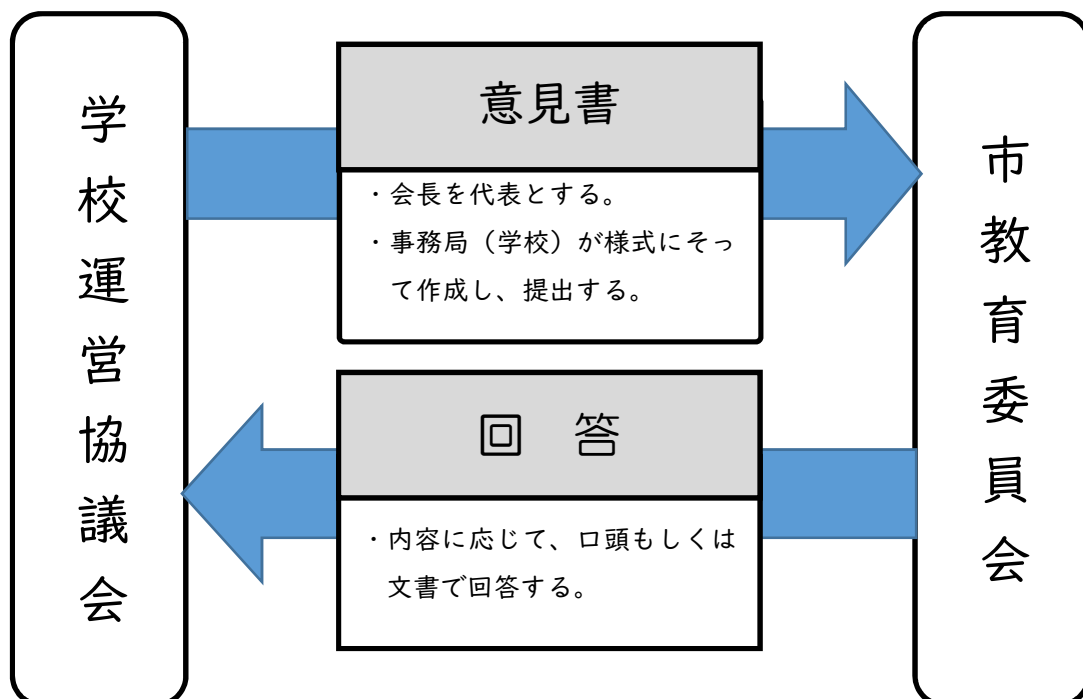 学校運営協議会
意見書
・会長を代表とする。
・事務局（学校）が様式にそっ
て作成し、提出する。
回　答
・内容に応じて、口頭もしくは
文書で回答する。
市教育委員会